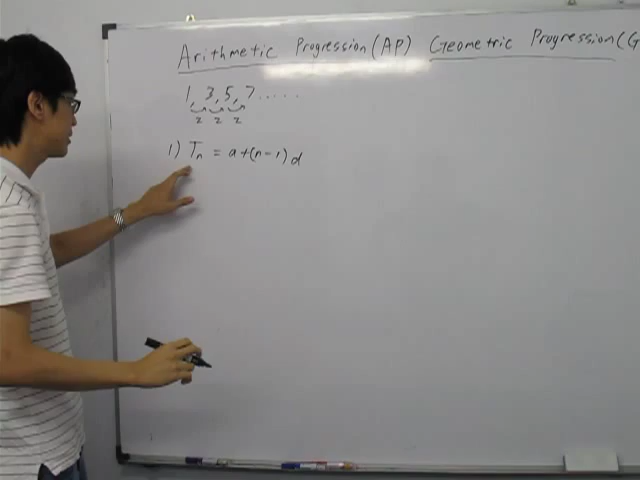 Arithmetic Progression (AP) Geometric Progression (G
1, 3, 5, 7 .....
2 2 2
1) Tn = a+(n-1)d